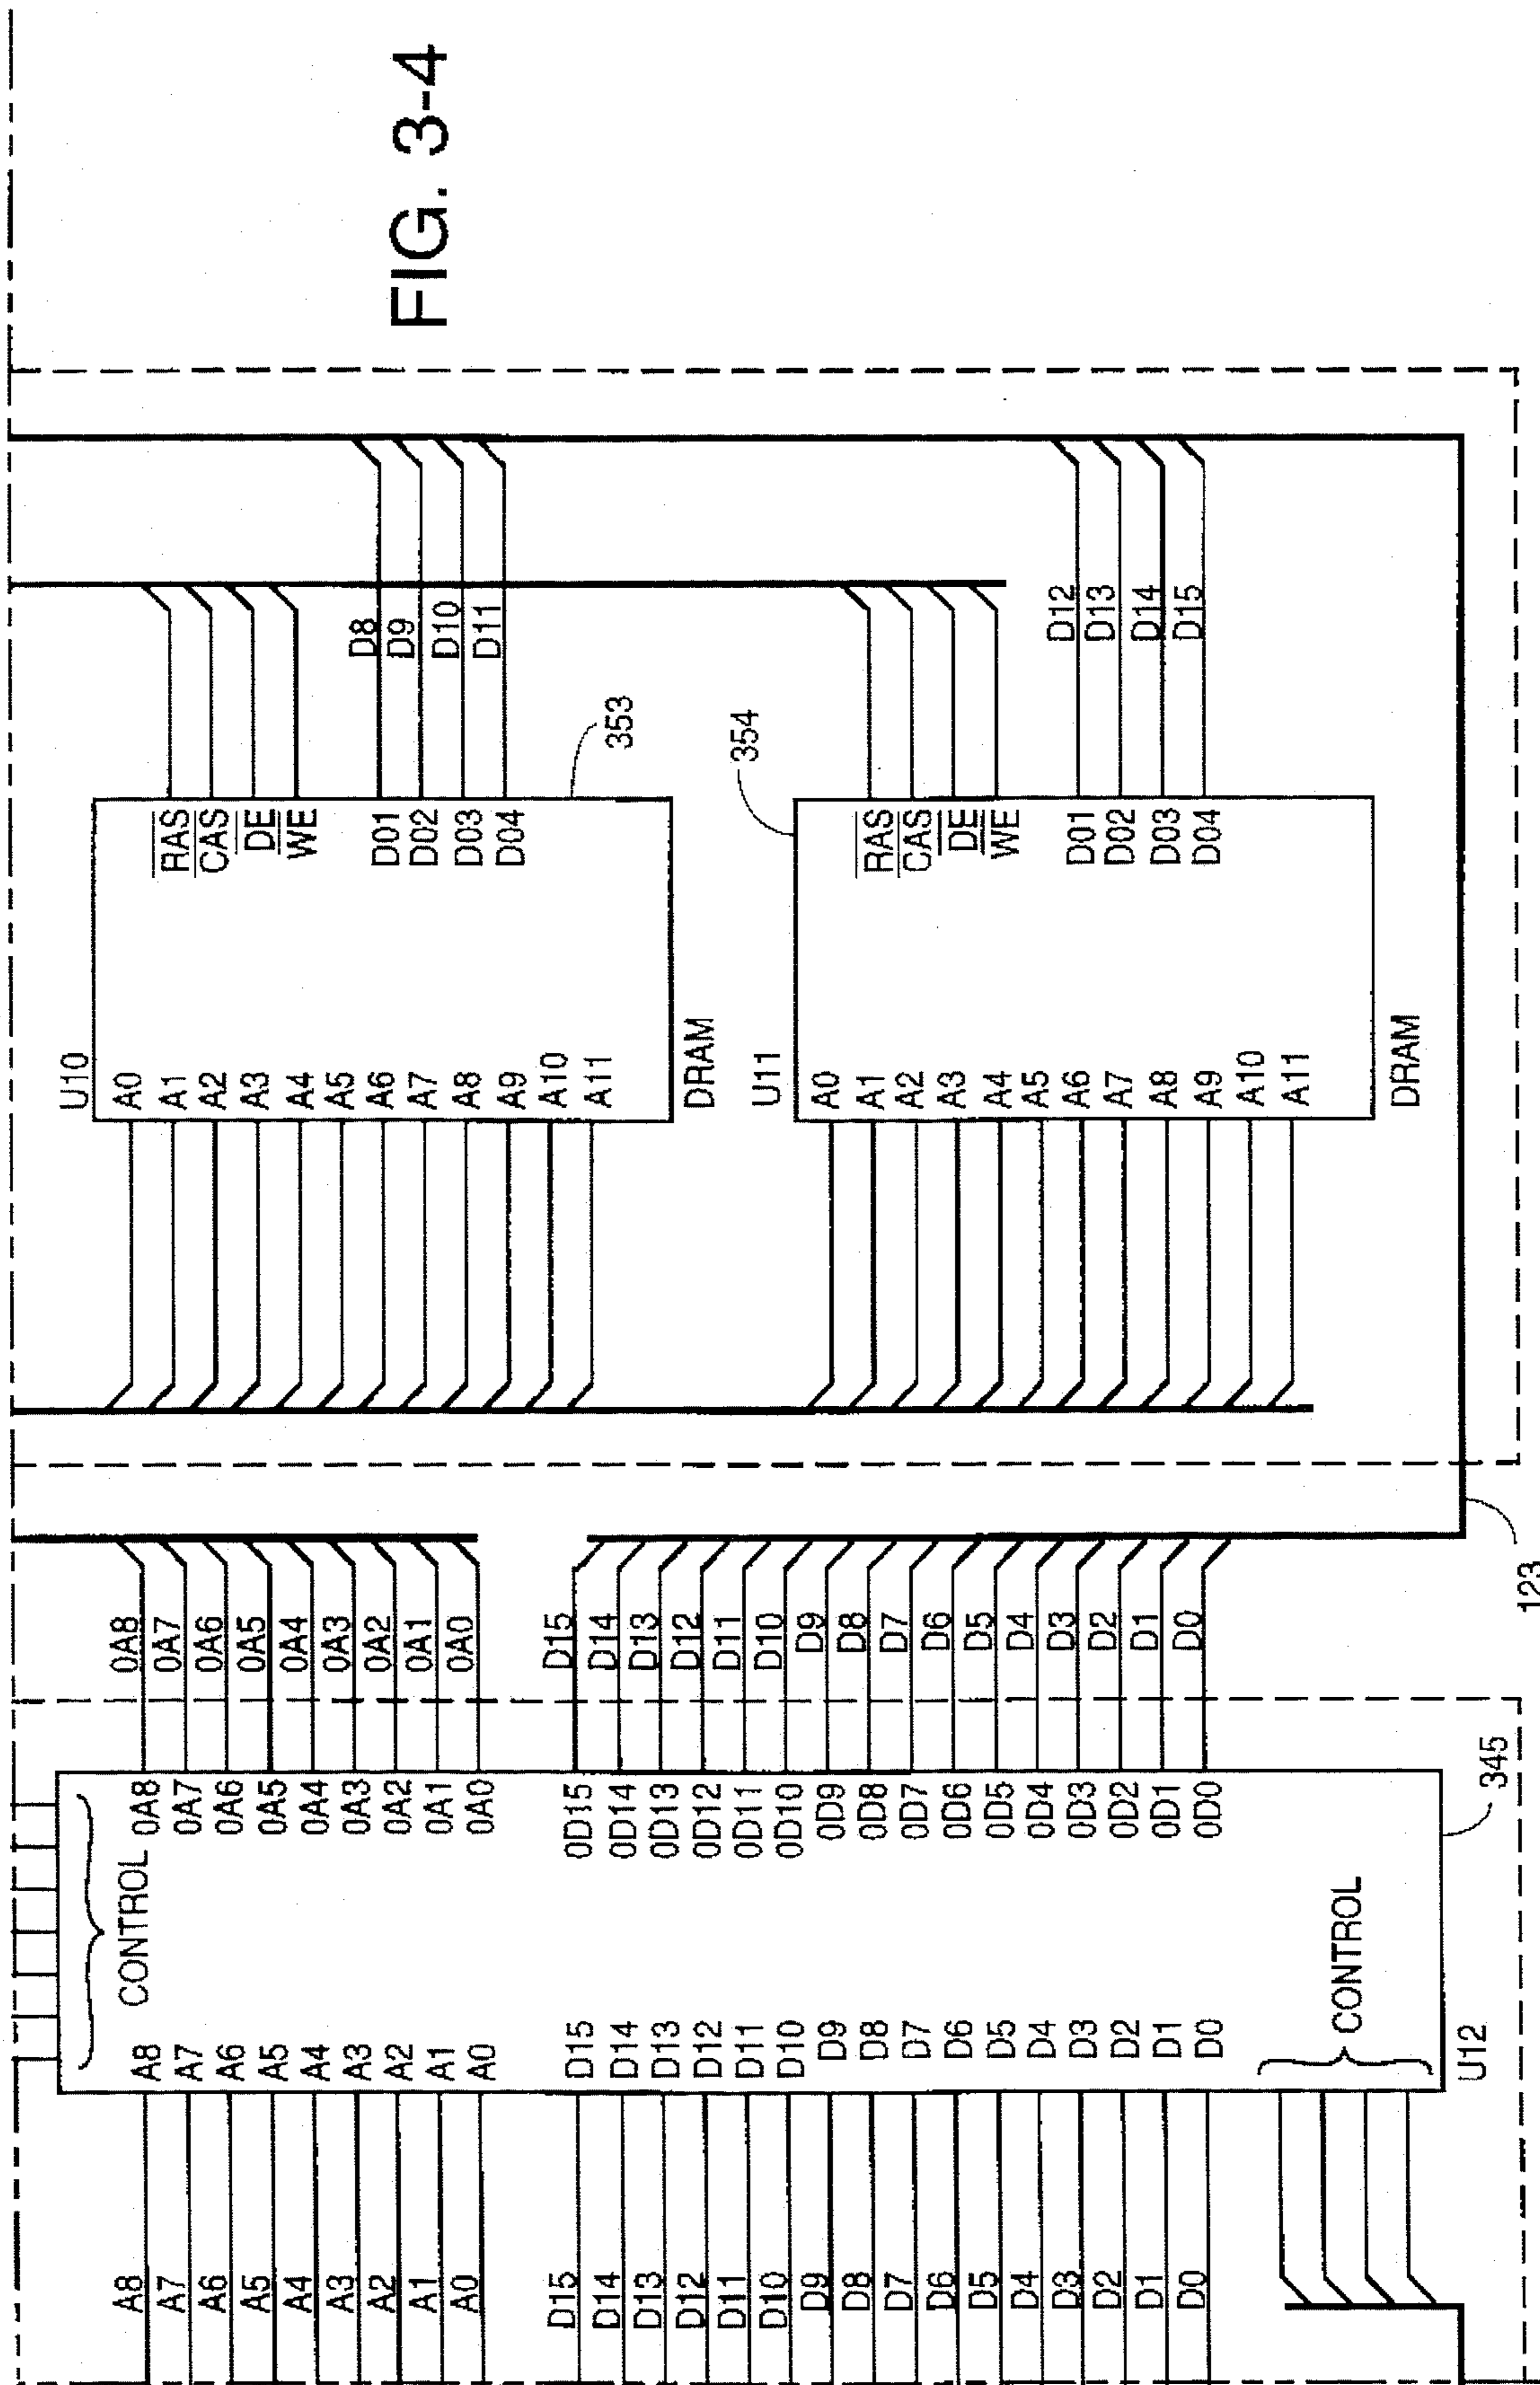 FIG. 3-4
U10
A0
A1
A2
A3
A4
A5
A6
A7
A8
A9
A10
A11
RAS
CAS
DE
WE
D01
D02
D03
D04
DRAM
D8
D9
D10
D11
353
U11
A0
A1
A2
A3
A4
A5
A6
A7
A8
A9
A10
A11
RAS
CAS
DE
WE
D01
D02
D03
D04
DRAM
D12
D13
D14
D15
354
A8
A7
A6
A5
A4
A3
A2
A1
A0
D15
D14
D13
D12
D11
D10
D9
D8
D7
D6
D5
D4
D3
D2
D1
D0
CONTROL
A8
A7
A6
A5
A4
A3
A2
A1
A0
D15
D14
D13
D12
D11
D10
D9
D8
D7
D6
D5
D4
D3
D2
D1
D0
CONTROL
U12
0A8
0A7
0A6
0A5
0A4
0A3
0A2
0A1
0A0
0D15
0D14
0D13
0D12
0D11
0D10
0D9
0D8
0D7
0D6
0D5
0D4
0D3
0D2
0D1
0D0
345
0A8
0A7
0A6
0A5
0A4
0A3
0A2
0A1
0A0
D15
D14
D13
D12
D11
D10
D9
D8
D7
D6
D5
D4
D3
D2
D1
D0
123